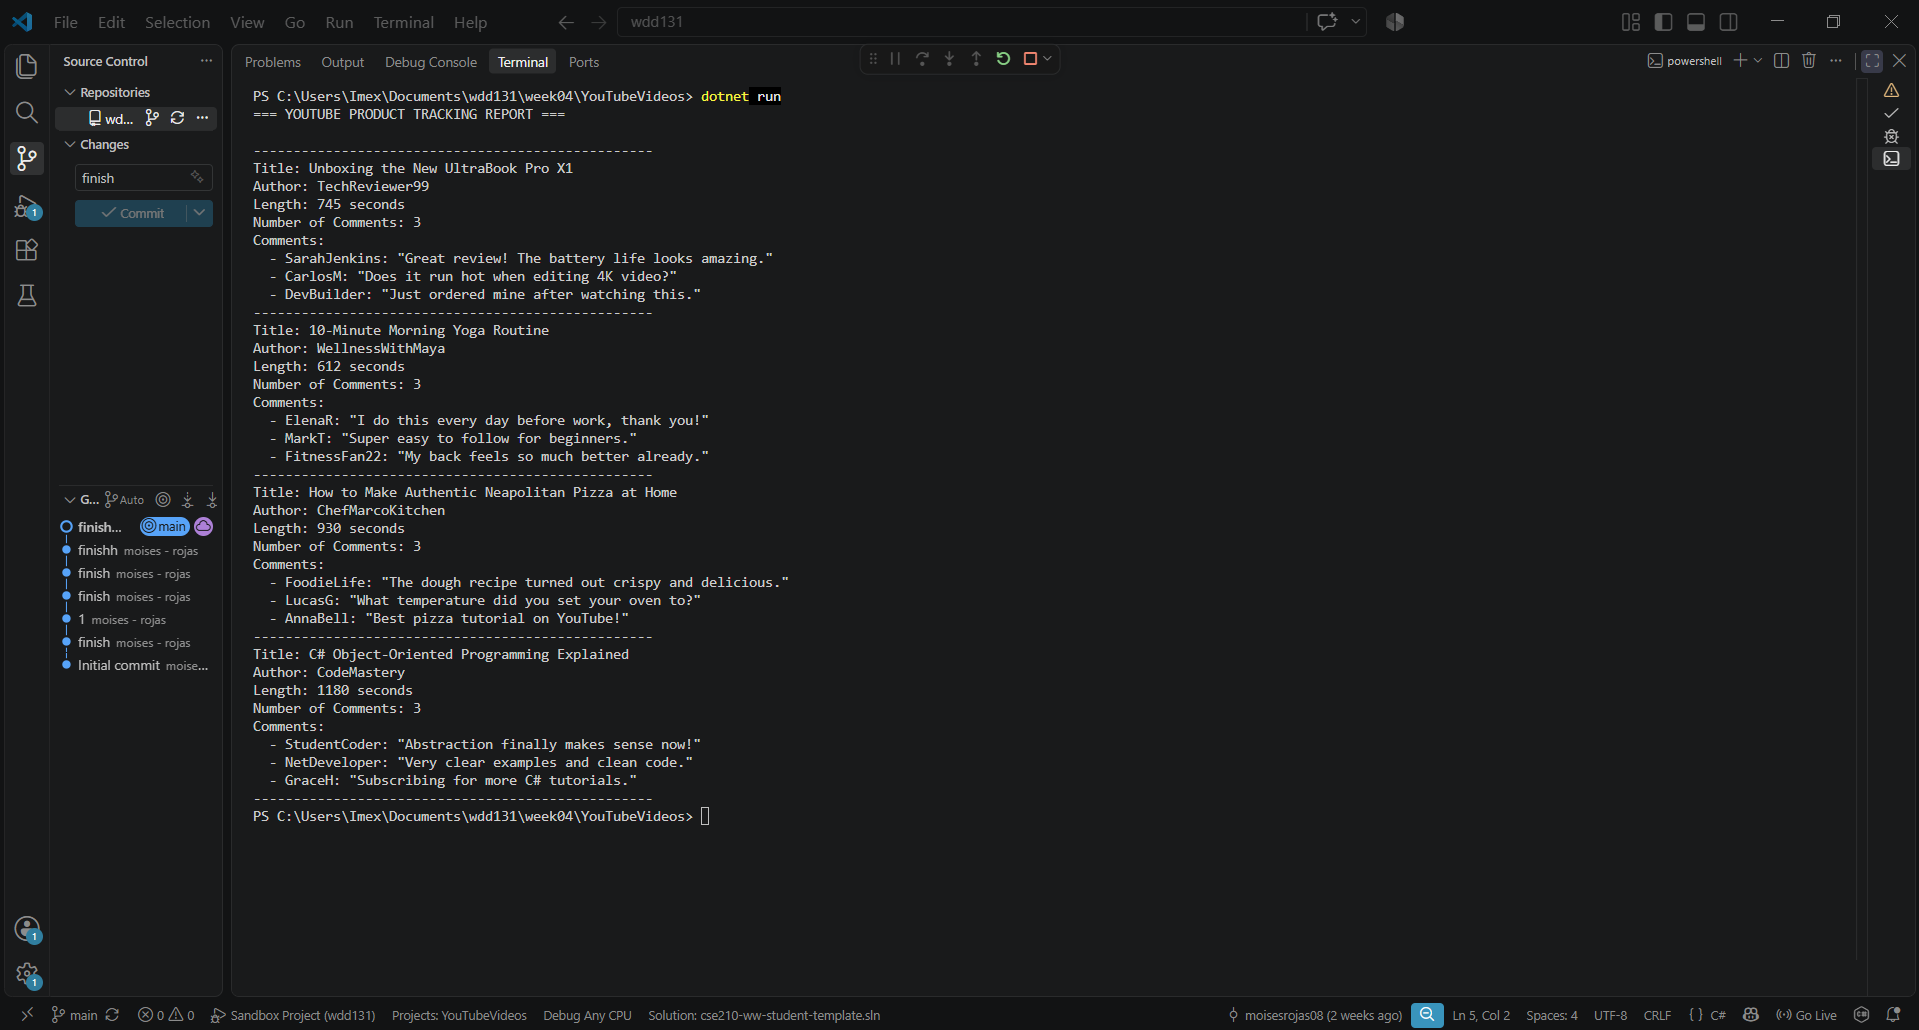 File Edit Selection View Go Run Terminal Help
wdd131
Source Control
Repositories
wd...
Changes
finish
Commit
1
G... Auto
finish... main
finishh moises - rojas
finish moises - rojas
finish moises - rojas
1 moises - rojas
finish moises - rojas
Initial commit moise...
1
1
Problems Output Debug Console Terminal Ports
powershell
PS C:\Users\Imex\Documents\wdd131\week04\YouTubeVideos> dotnet run
=== YOUTUBE PRODUCT TRACKING REPORT ===
--------------------------------------------------
Title: Unboxing the New UltraBook Pro X1
Author: TechReviewer99
Length: 745 seconds
Number of Comments: 3
Comments:
- SarahJenkins: "Great review! The battery life looks amazing."
- CarlosM: "Does it run hot when editing 4K video?"
- DevBuilder: "Just ordered mine after watching this."
--------------------------------------------------
Title: 10-Minute Morning Yoga Routine
Author: WellnessWithMaya
Length: 612 seconds
Number of Comments: 3
Comments:
- ElenaR: "I do this every day before work, thank you!"
- MarkT: "Super easy to follow for beginners."
- FitnessFan22: "My back feels so much better already."
--------------------------------------------------
Title: How to Make Authentic Neapolitan Pizza at Home
Author: ChefMarcoKitchen
Length: 930 seconds
Number of Comments: 3
Comments:
- FoodieLife: "The dough recipe turned out crispy and delicious."
- LucasG: "What temperature did you set your oven to?"
- AnnaBell: "Best pizza tutorial on YouTube!"
--------------------------------------------------
Title: C# Object-Oriented Programming Explained
Author: CodeMastery
Length: 1180 seconds
Number of Comments: 3
Comments:
- StudentCoder: "Abstraction finally makes sense now!"
- NetDeveloper: "Very clear examples and clean code."
- GraceH: "Subscribing for more C# tutorials."
--------------------------------------------------
PS C:\Users\Imex\Documents\wdd131\week04\YouTubeVideos>
main 0 0 Sandbox Project (wdd131) Projects: YouTubeVideos Debug Any CPU Solution: cse210-ww-student-template.sln moisesrojas08 (2 weeks ago) Ln 5, Col 2 Spaces: 4 UTF-8 CRLF { } C# Go Live